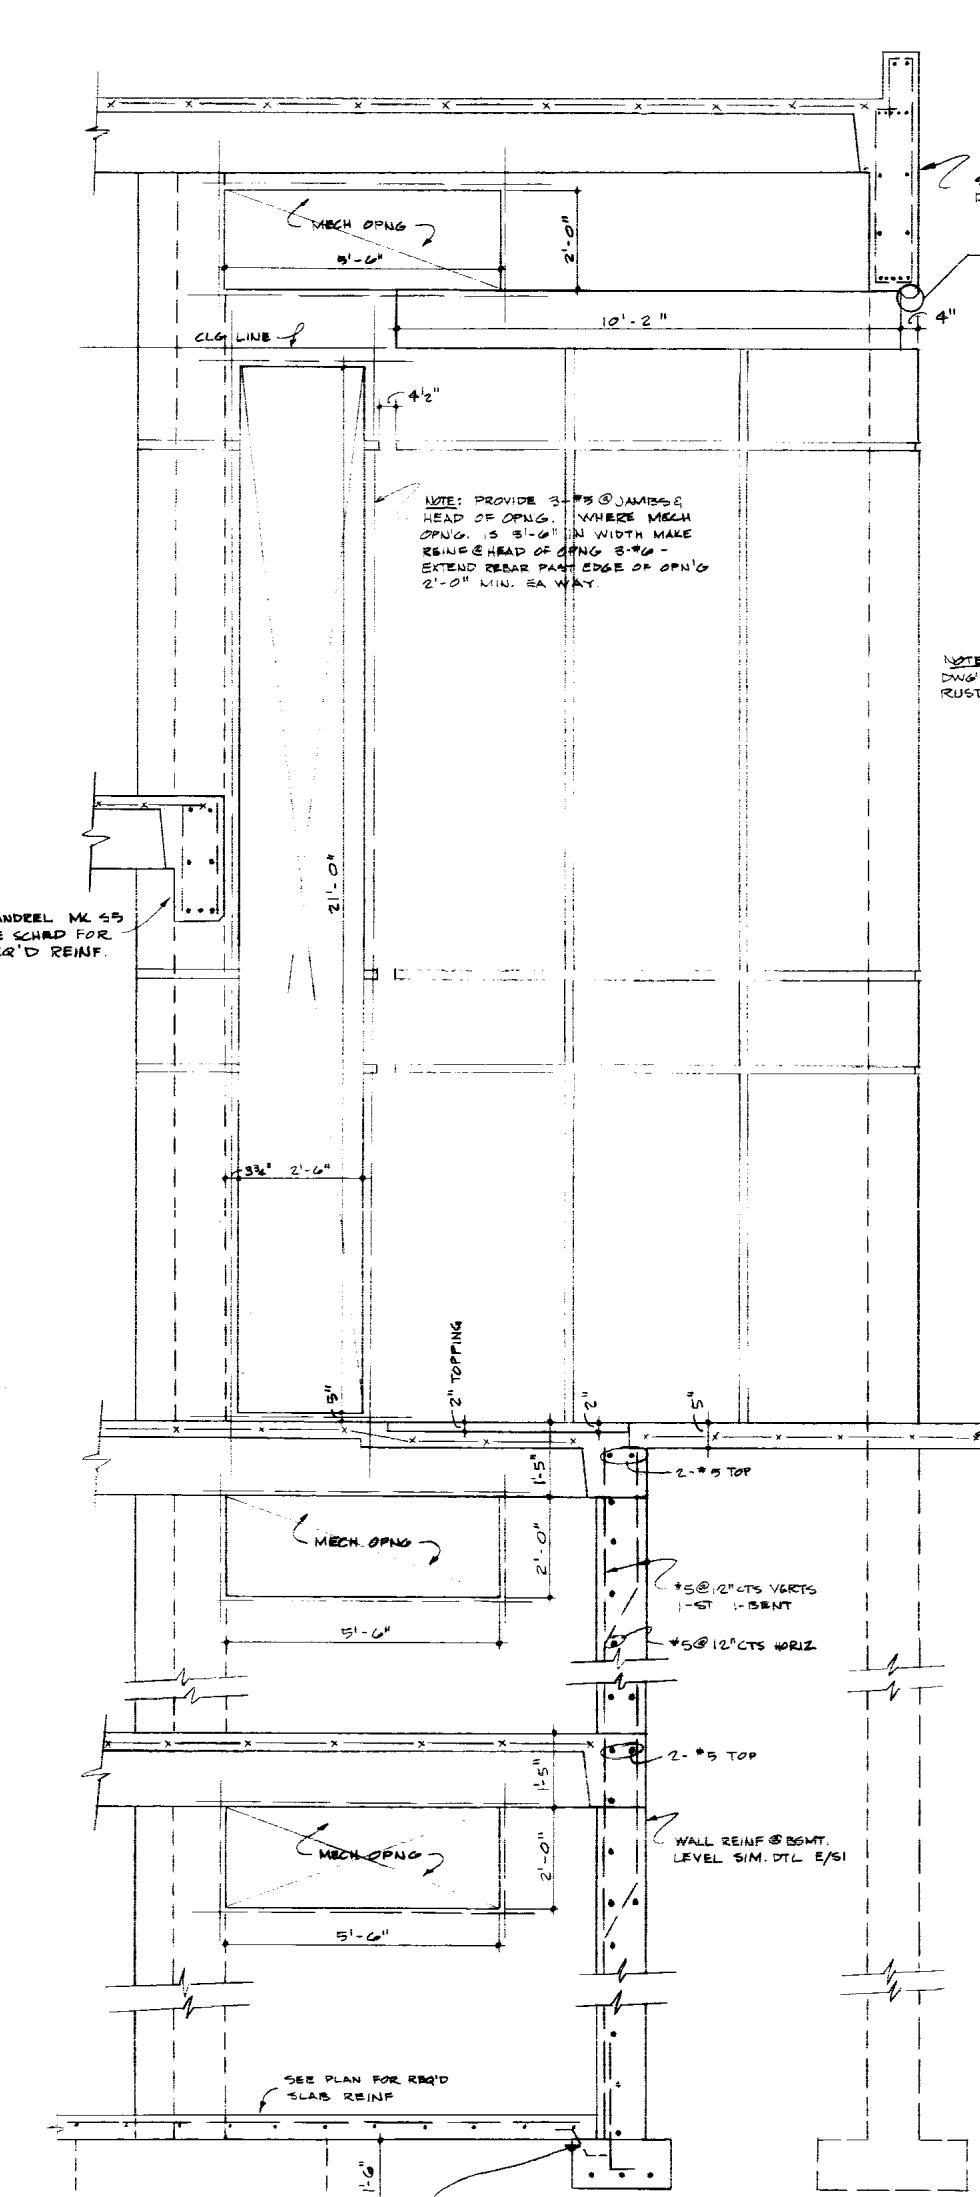 MECH OPNG
5'-6"
2'-0"
10'-2"
4"
CLG LINE
4½"
NOTE: PROVIDE 3-#5 @ JAMBS &
HEAD OF OPNG. WHERE MECH
OPN'G. IS 5'-6" IN WIDTH MAKE
REINF @ HEAD OF OPNG 3-#6 -
EXTEND REBAR PAST EDGE OF OPN'G
2'-0" MIN. EA WAY.
NOTE
DWG'
RUST
21'-0"
ANDREL MK S5
E SCHED FOR
EQ'D REINF.
3¾" 2'-6"
5"
2" TOPPING
2"
5"
1'-5"
2-#5 TOP
MECH OPNG
2'-0"
#5@12"CTS VERTS
1-ST 1-BENT
5'-6"
#5@12"CTS HORIZ
1'-5"
2-#5 TOP
MECH OPNG
2'-0"
WALL REINF @ BSMT.
LEVEL SIM. DTL E/S1
5'-6"
SEE PLAN FOR REQ'D
SLAB REINF
1'-6"